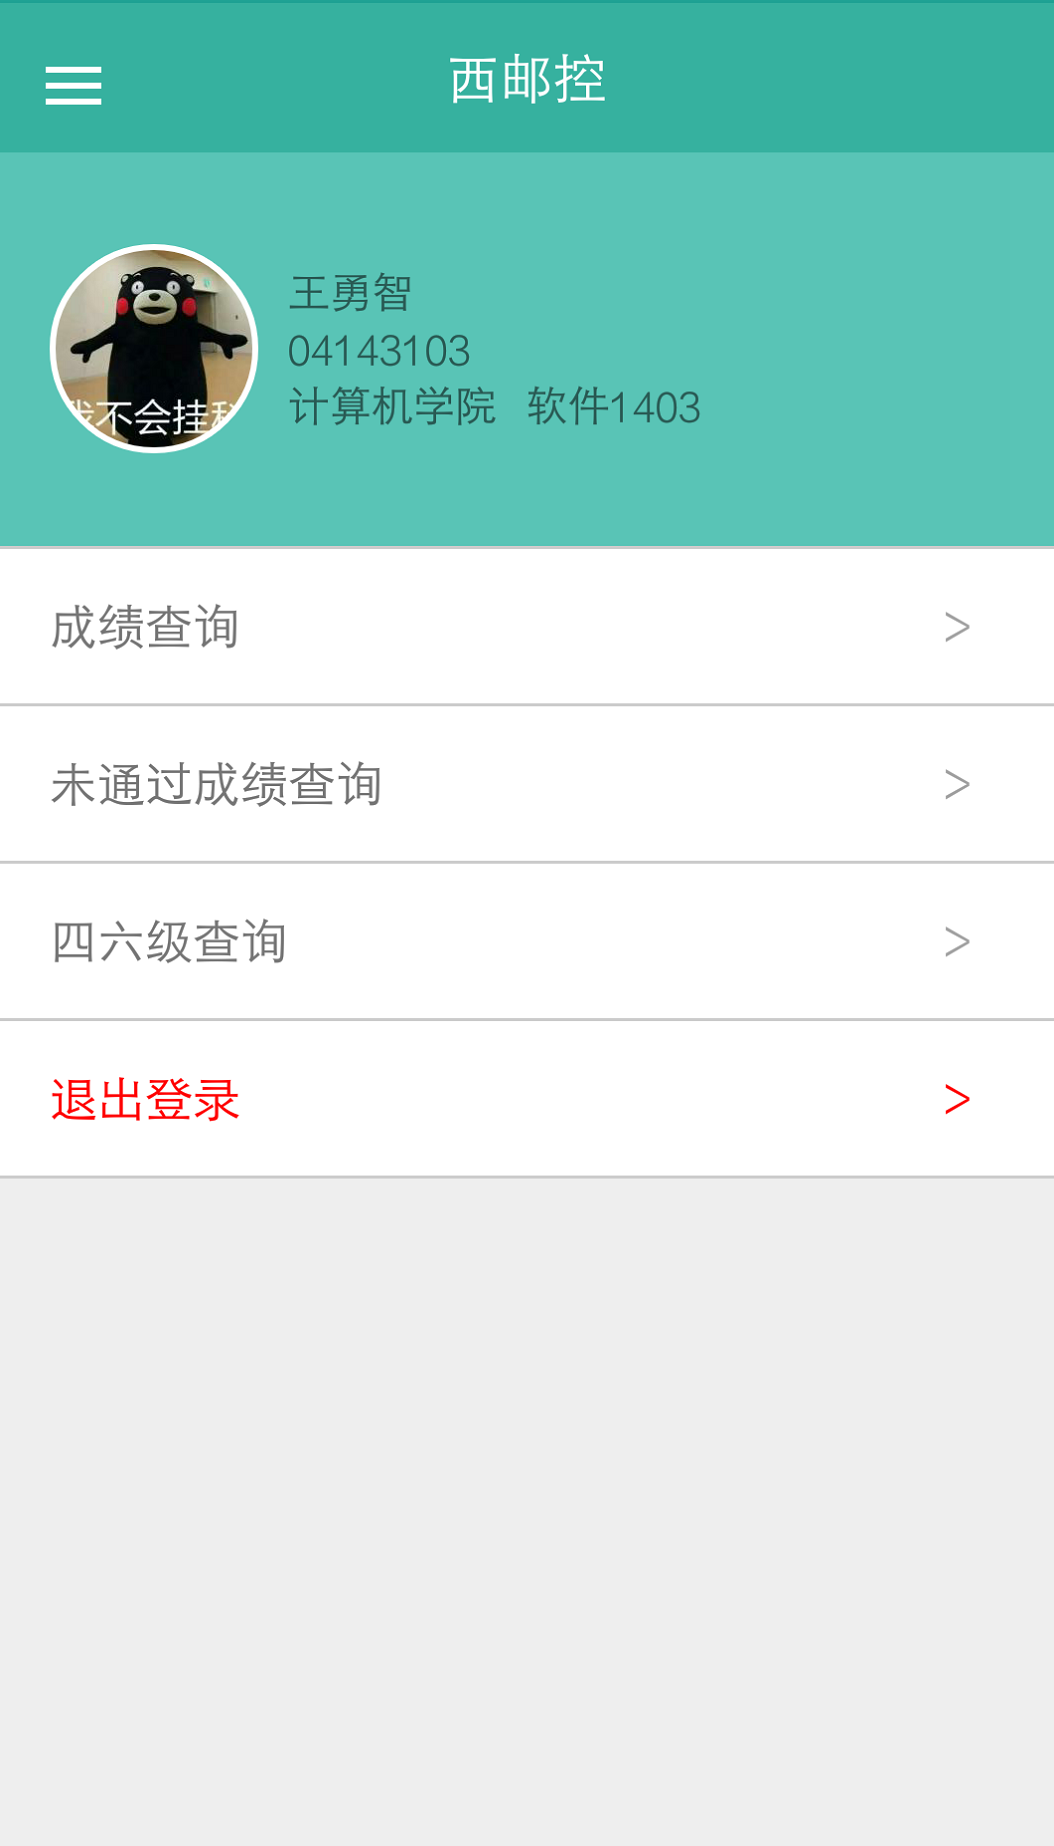 西邮控
王勇智
04143103
计算机学院 软件1403
我不会挂科
成绩查询 >
未通过成绩查询 >
四六级查询 >
退出登录 >